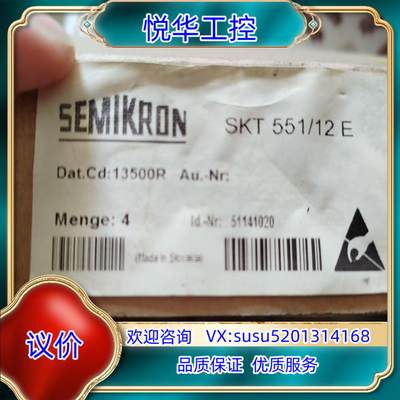 悦华工控
SEMIKRON
SKT 551/12 E
Dat.Cd:13500R Au.-Nr:
Menge: 4
Id.-Nr: 51141020
(Made in Slovakia)
议价
欢迎咨询 VX:susu5201314168
品质保证 优质服务